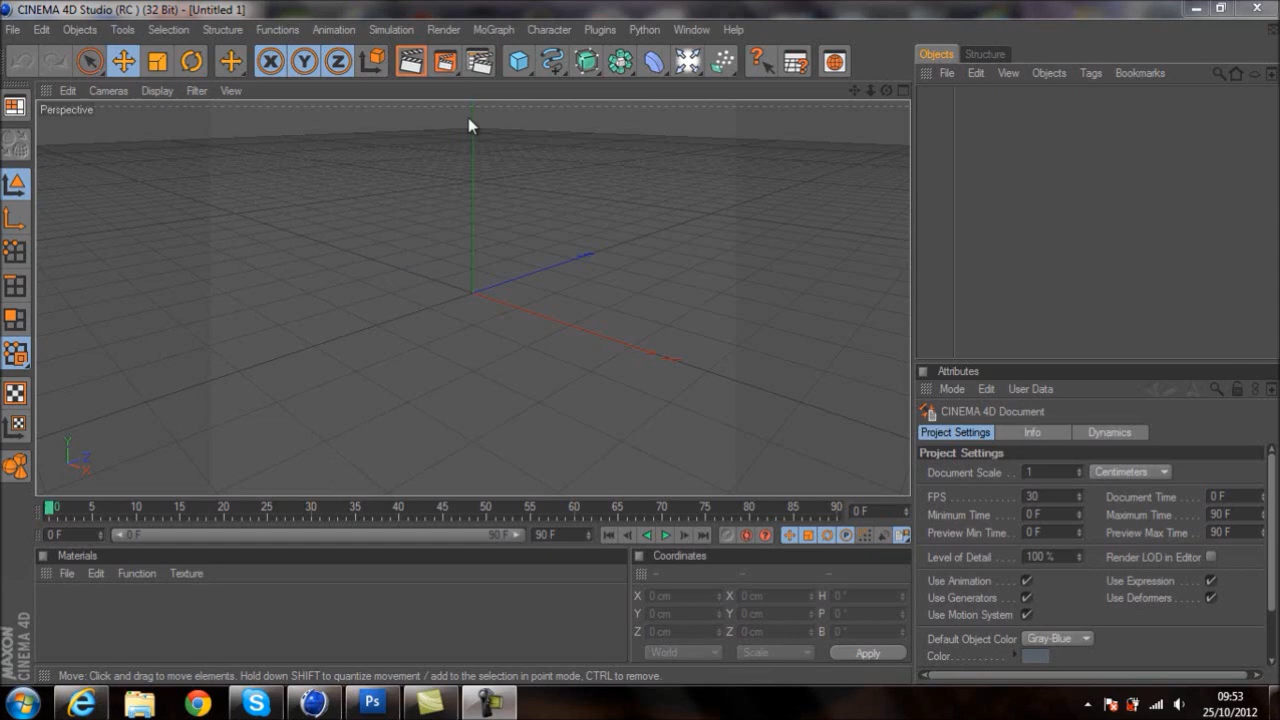 CINEMA 4D Studio (RC ) (32 Bit) - [Untitled 1]
File Edit Objects Tools Selection Structure Functions Animation Simulation Render MoGraph Character Plugins Python Window Help
X Y Z
Objects Structure
File Edit View Objects Tags Bookmarks
Edit Cameras Display Filter View
Perspective
Y
Z
X
Attributes
Mode Edit User Data
CINEMA 4D Document
Project Settings Info Dynamics
Project Settings
Document Scale . . 1 Centimeters
FPS . . . . . . . . . . . 30 Document Time . . . . 0 F
Minimum Time . . . 0 F Maximum Time . . . . 90 F
Preview Min Time . . 0 F Preview Max Time . . 90 F
Level of Detail . . . . 100 % Render LOD in Editor
Use Animation . . . . Use Expression . . . .
Use Generators . . . . Use Deformers . . . .
Use Motion System
Default Object Color Gray-Blue
Color . . . . . . . . . .
0 5 10 15 20 25 30 35 40 45 50 55 60 65 70 75 80 85 90 0 F
0 F 0 F 90 F 90 F P
Materials
File Edit Function Texture
Coordinates
-- -- --
X 0 cm X 0 cm H 0 °
Y 0 cm Y 0 cm P 0 °
Z 0 cm Z 0 cm B 0 °
World Scale Apply
MAXON
CINEMA 4D
Move: Click and drag to move elements. Hold down SHIFT to quantize movement / add to the selection in point mode, CTRL to remove.
Ps
09:53
25/10/2012